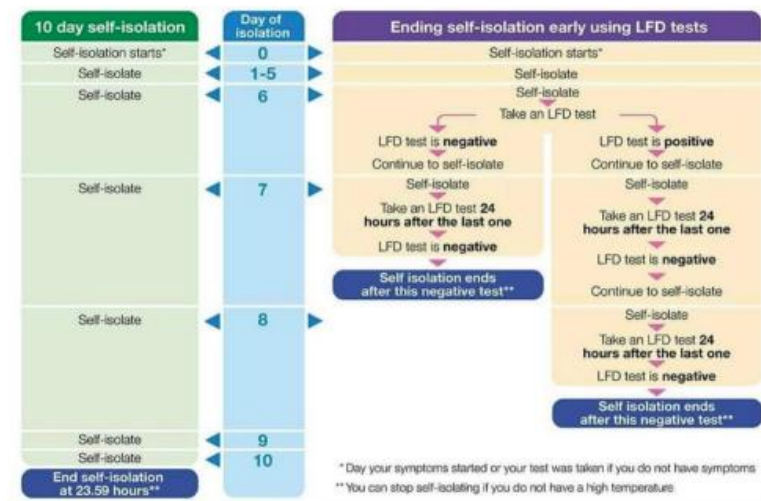 10 day self-isolation
Day of
isolation
Ending self-isolation early using LFD tests
Self-isolation starts*
0
Self-isolation starts*
Self-isolate
1-5
Self-isolate
Self-isolate
6
Self-isolate
Take an LFD test
LFD test is negative
LFD test is positive
Continue to self-isolate
Continue to self-isolate
Self-isolate
7
Self-isolate
Self-isolate
Take an LFD test 24
hours after the last one
Take an LFD test 24
hours after the last one
LFD test is negative
LFD test is negative
Self isolation ends
after this negative test**
Continue to self-isolate
Self-isolate
8
Self-isolate
Take an LFD test 24
hours after the last one
LFD test is negative
Self isolation ends
after this negative test**
Self-isolate
9
Self-isolate
10
End self-isolation
at 23.59 hours**
* Day your symptoms started or your test was taken if you do not have symptoms
** You can stop self-isolating if you do not have a high temperature